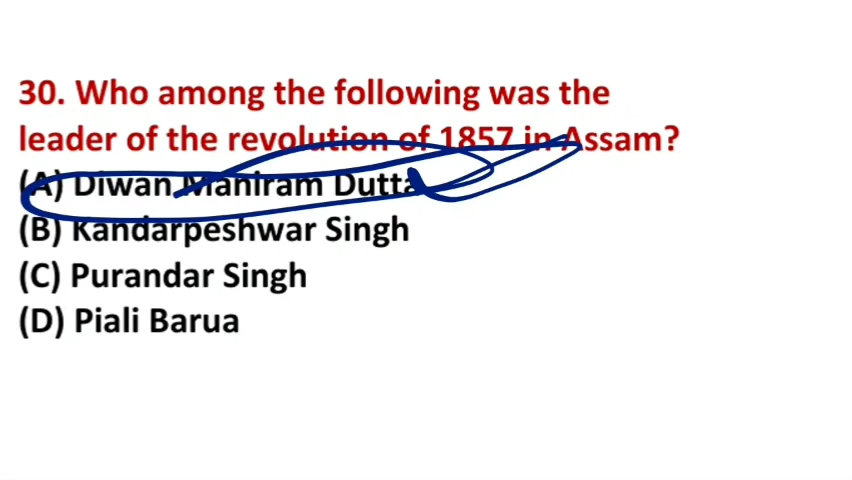 30. Who among the following was the
leader of the revolution of 1857 in Assam?
(A) Diwan Maniram Dutta
(B) Kandarpeshwar Singh
(C) Purandar Singh
(D) Piali Barua